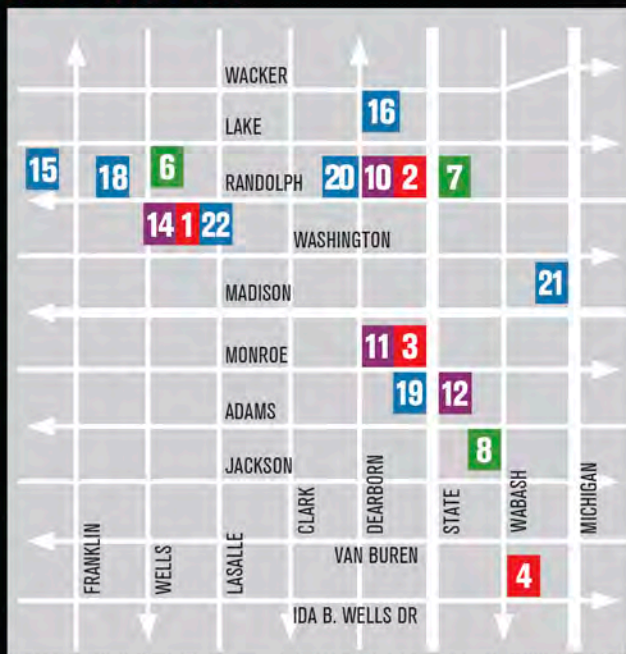 WACKER
16
LAKE
15
18
6
RANDOLPH
20
10
2
7
14
1
22
WASHINGTON
21
MADISON
11
3
MONROE
19
12
ADAMS
8
JACKSON
FRANKLIN
WELLS
LASALLE
CLARK
DEARBORN
STATE
WABASH
MICHIGAN
VAN BUREN
4
IDA B. WELLS DR